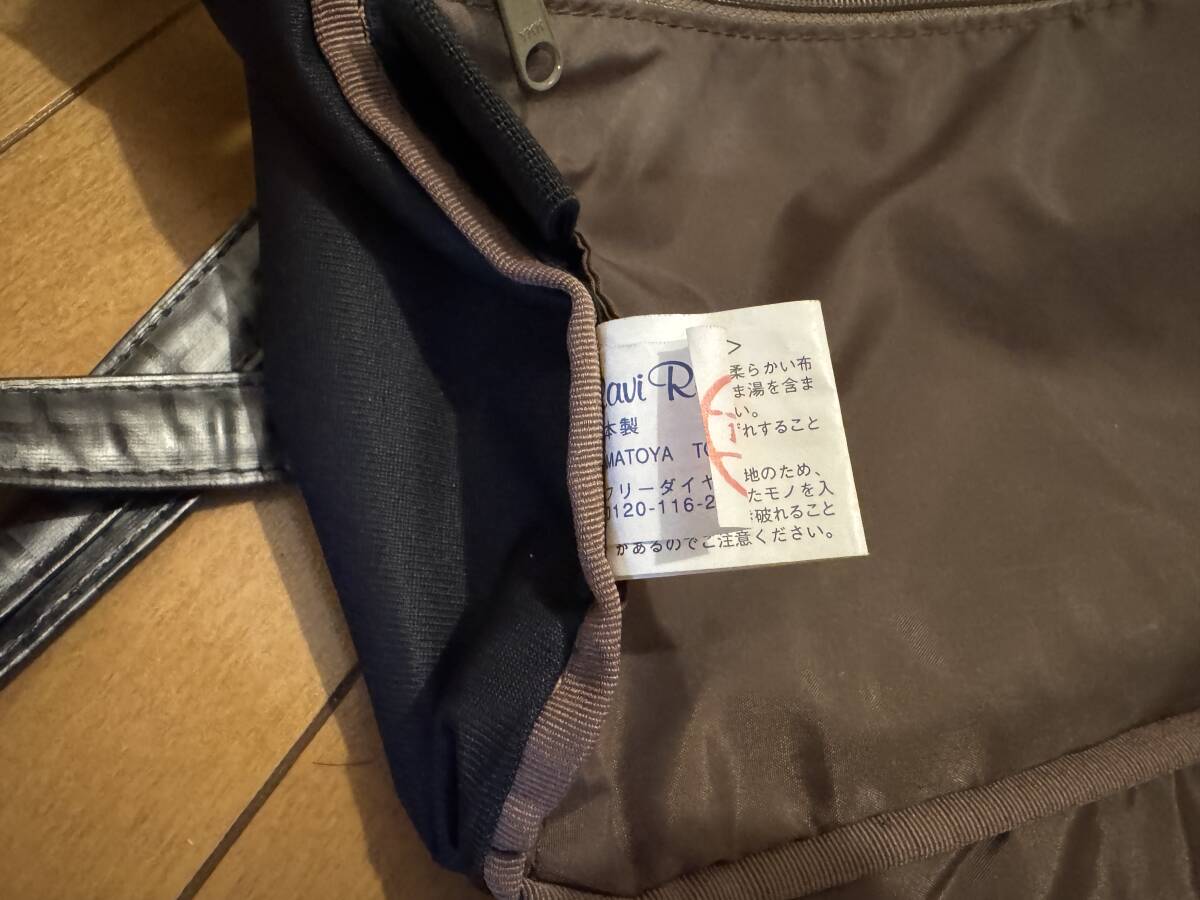 YKK
avi R
本製
MATOYA TO
フリーダイヤ
0120-116-2
>
柔らかい布
ま湯を含ま
い。
れすること
地のため、
たモノを入
破れること
があるのでご注意ください。